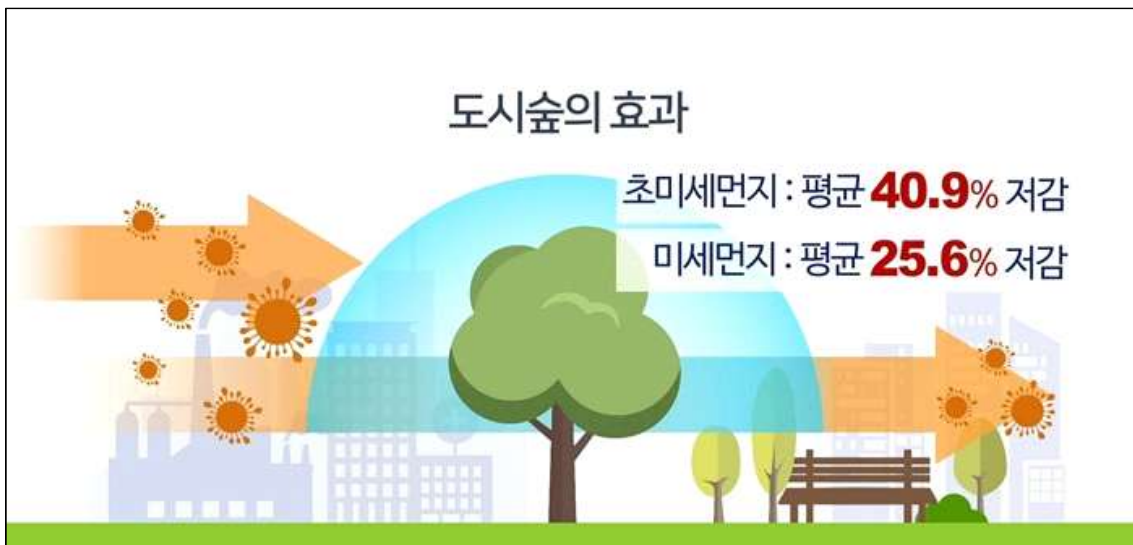 도시숲의 효과
초미세먼지 : 평균 40.9% 저감
미세먼지 : 평균 25.6% 저감